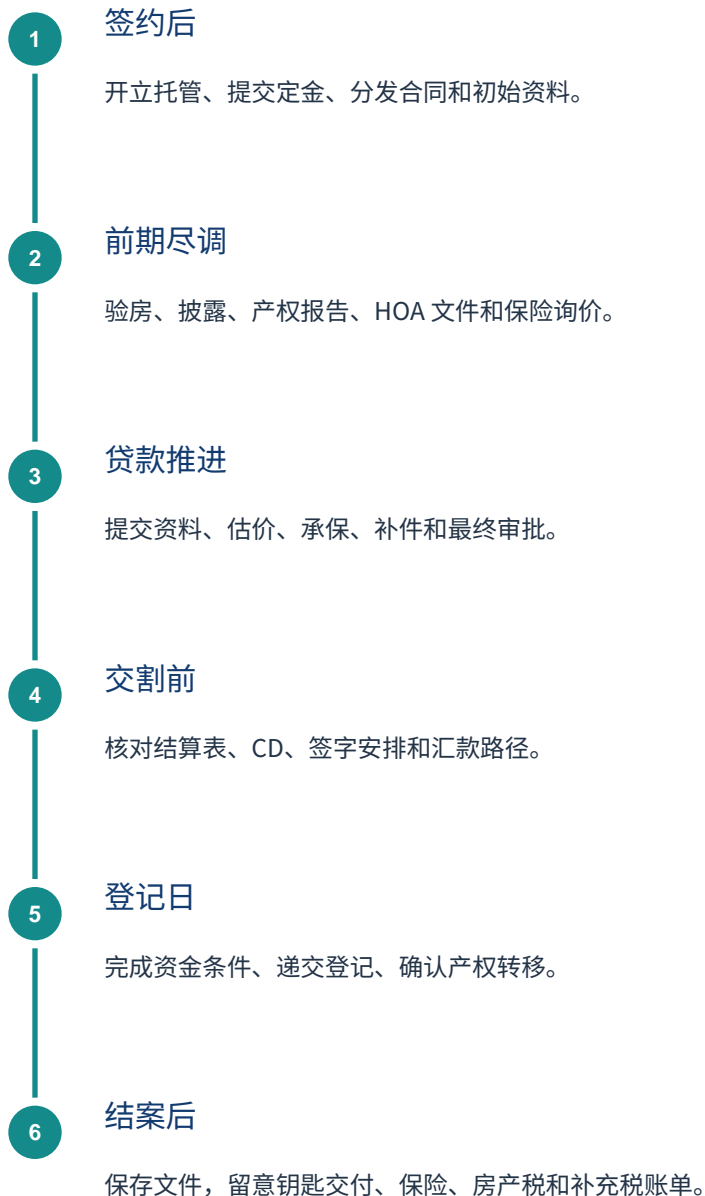 1
签约后
开立托管、提交定金、分发合同和初始资料。
2
前期尽调
验房、披露、产权报告、HOA 文件和保险询价。
3
贷款推进
提交资料、估价、承保、补件和最终审批。
4
交割前
核对结算表、CD、签字安排和汇款路径。
5
登记日
完成资金条件、递交登记、确认产权转移。
6
结案后
保存文件，留意钥匙交付、保险、房产税和补充税账单。